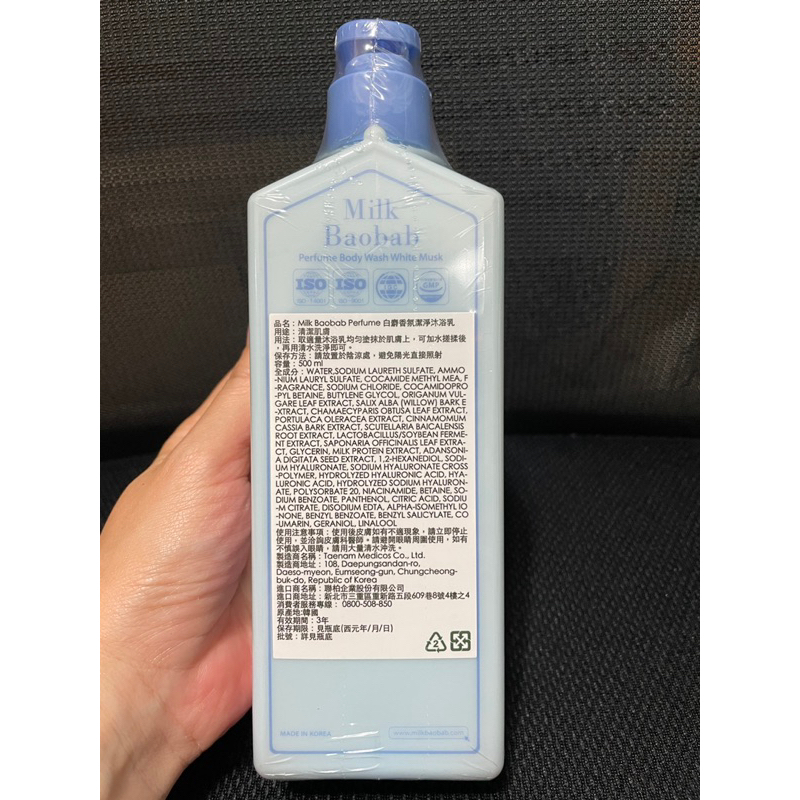 Milk
Baobab
Perfume Body Wash White Musk
ISO ISO
GMP
品名：Milk Baobab Perfume 白麝香氛潔淨沐浴乳
用途：清潔肌膚
用法：取適量沐浴乳均勻塗抹於肌膚上，可加水搓揉後
，再用清水洗淨即可。
保存方法：請放置於陰涼處，避免陽光直接照射
容量：500 ml
全成分：WATER,SODIUM LAURETH SULFATE, AMMO
-NIUM LAURYL SULFATE, COCAMIDE METHYL MEA, F
-RAGRANCE, SODIUM CHLORIDE, COCAMIDOPRO
-PYL BETAINE, BUTYLENE GLYCOL, ORIGANUM VUL-
GARE LEAF EXTRACT, SALIX ALBA (WILLOW) BARK E
-XTRACT, CHAMAECYPARIS OBTUSA LEAF EXTRACT,
PORTULACA OLERACEA EXTRACT, CINNAMOMUM
CASSIA BARK EXTRACT, SCUTELLARIA BAICALENSIS
ROOT EXTRACT, LACTOBACILLUS/SOYBEAN FERME-
NT EXTRACT, SAPONARIA OFFICINALIS LEAF EXTRA-
CT, GLYCERIN, MILK PROTEIN EXTRACT, ADANSONI-
A DIGITATA SEED EXTRACT, 1,2-HEXANEDIOL, SODI-
UM HYALURONATE, SODIUM HYALURONATE CROSS
-POLYMER, HYDROLYZED HYALURONIC ACID, HYA-
LURONIC ACID, HYDROLYZED SODIUM HYALURON-
ATE, POLYSORBATE 20, NIACINAMIDE, BETAINE, SO-
DIUM BENZOATE, PANTHENOL, CITRIC ACID, SODIU
-M CITRATE, DISODIUM EDTA, ALPHA-ISOMETHYL IO
-NONE, BENZYL BENZOATE, BENZYL SALICYLATE, CO
-UMARIN, GERANIOL, LINALOOL
使用注意事項：使用後皮膚如有不適現象，請立即停止
使用，並洽詢皮膚科醫師。請避開眼睛周圍使用，如有
不慎誤入眼睛，請用大量清水沖洗。
製造商名稱：Taenam Medicos Co., Ltd.
製造商地址：108, Daepungsandan-ro,
Daeso-myeon, Eumseong-gun, Chungcheong-
buk-do, Republic of Korea
進口商名稱：聯柏企業股份有限公司
進口商地址：新北市三重區重新路五段609巷8號4樓之4
消費者服務專線： 0800-508-850
原產地:韓國
有效期間：3年
保存期限：見瓶底(西元年/月/日)
批號：詳見瓶底
2
MADE IN KOREA
www.milkbaobab.com